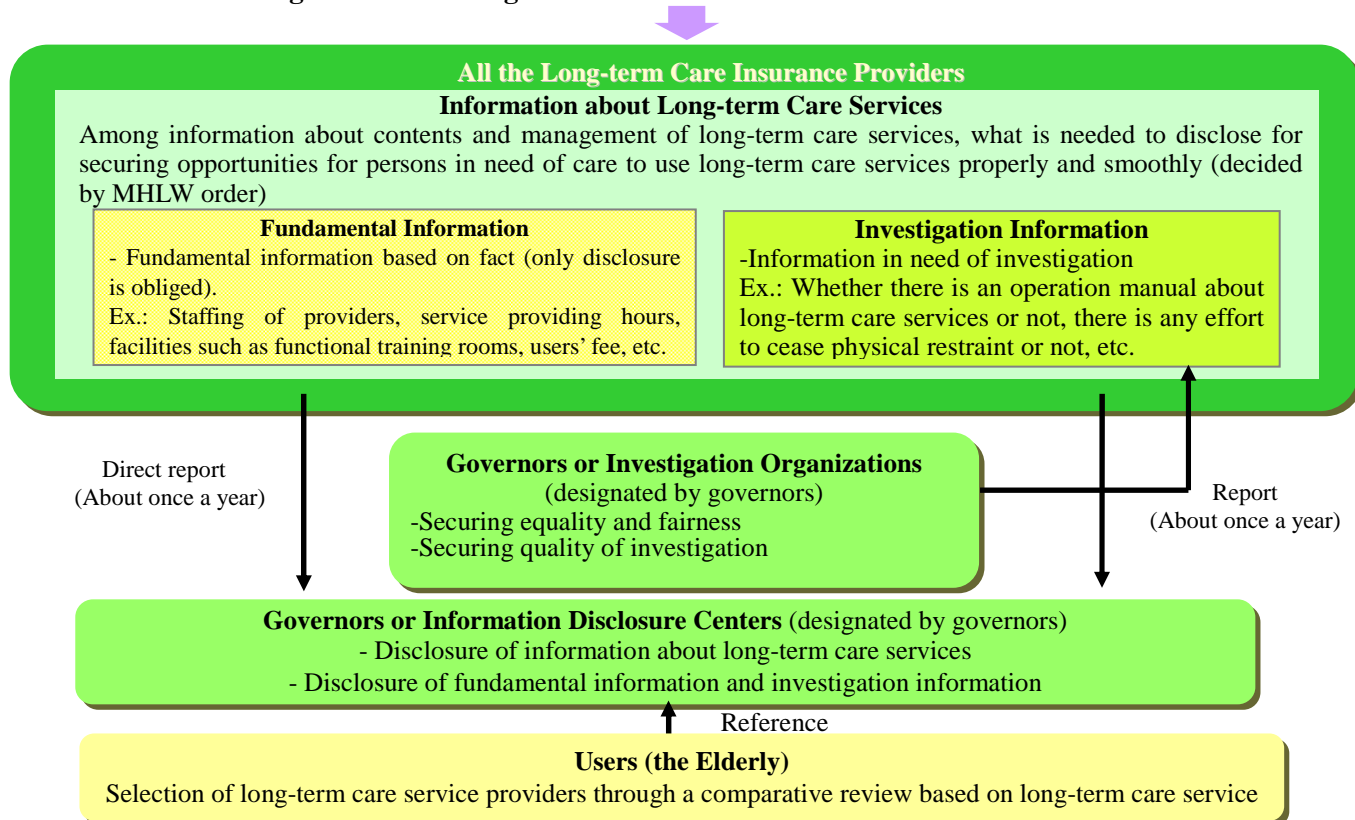 All the Long-term Care Insurance Providers
Information about Long-term Care Services
Among information about contents and management of long-term care services, what is needed to disclose for
securing opportunities for persons in need of care to use long-term care services properly and smoothly (decided
by MHLW order)
Fundamental Information
- Fundamental information based on fact (only disclosure
is obliged).
Ex.: Staffing of providers, service providing hours,
facilities such as functional training rooms, users' fee, etc.
Investigation Information
-Information in need of investigation
Ex.: Whether there is an operation manual about
long-term care services or not, there is any effort
to cease physical restraint or not, etc.
Direct report
(About once a year)
Governors or Investigation Organizations
(designated by governors)
-Securing equality and fairness
-Securing quality of investigation
Report
(About once a year)
Governors or Information Disclosure Centers (designated by governors)
- Disclosure of information about long-term care services
- Disclosure of fundamental information and investigation information
Reference
Users (the Elderly)
Selection of long-term care service providers through a comparative review based on long-term care service